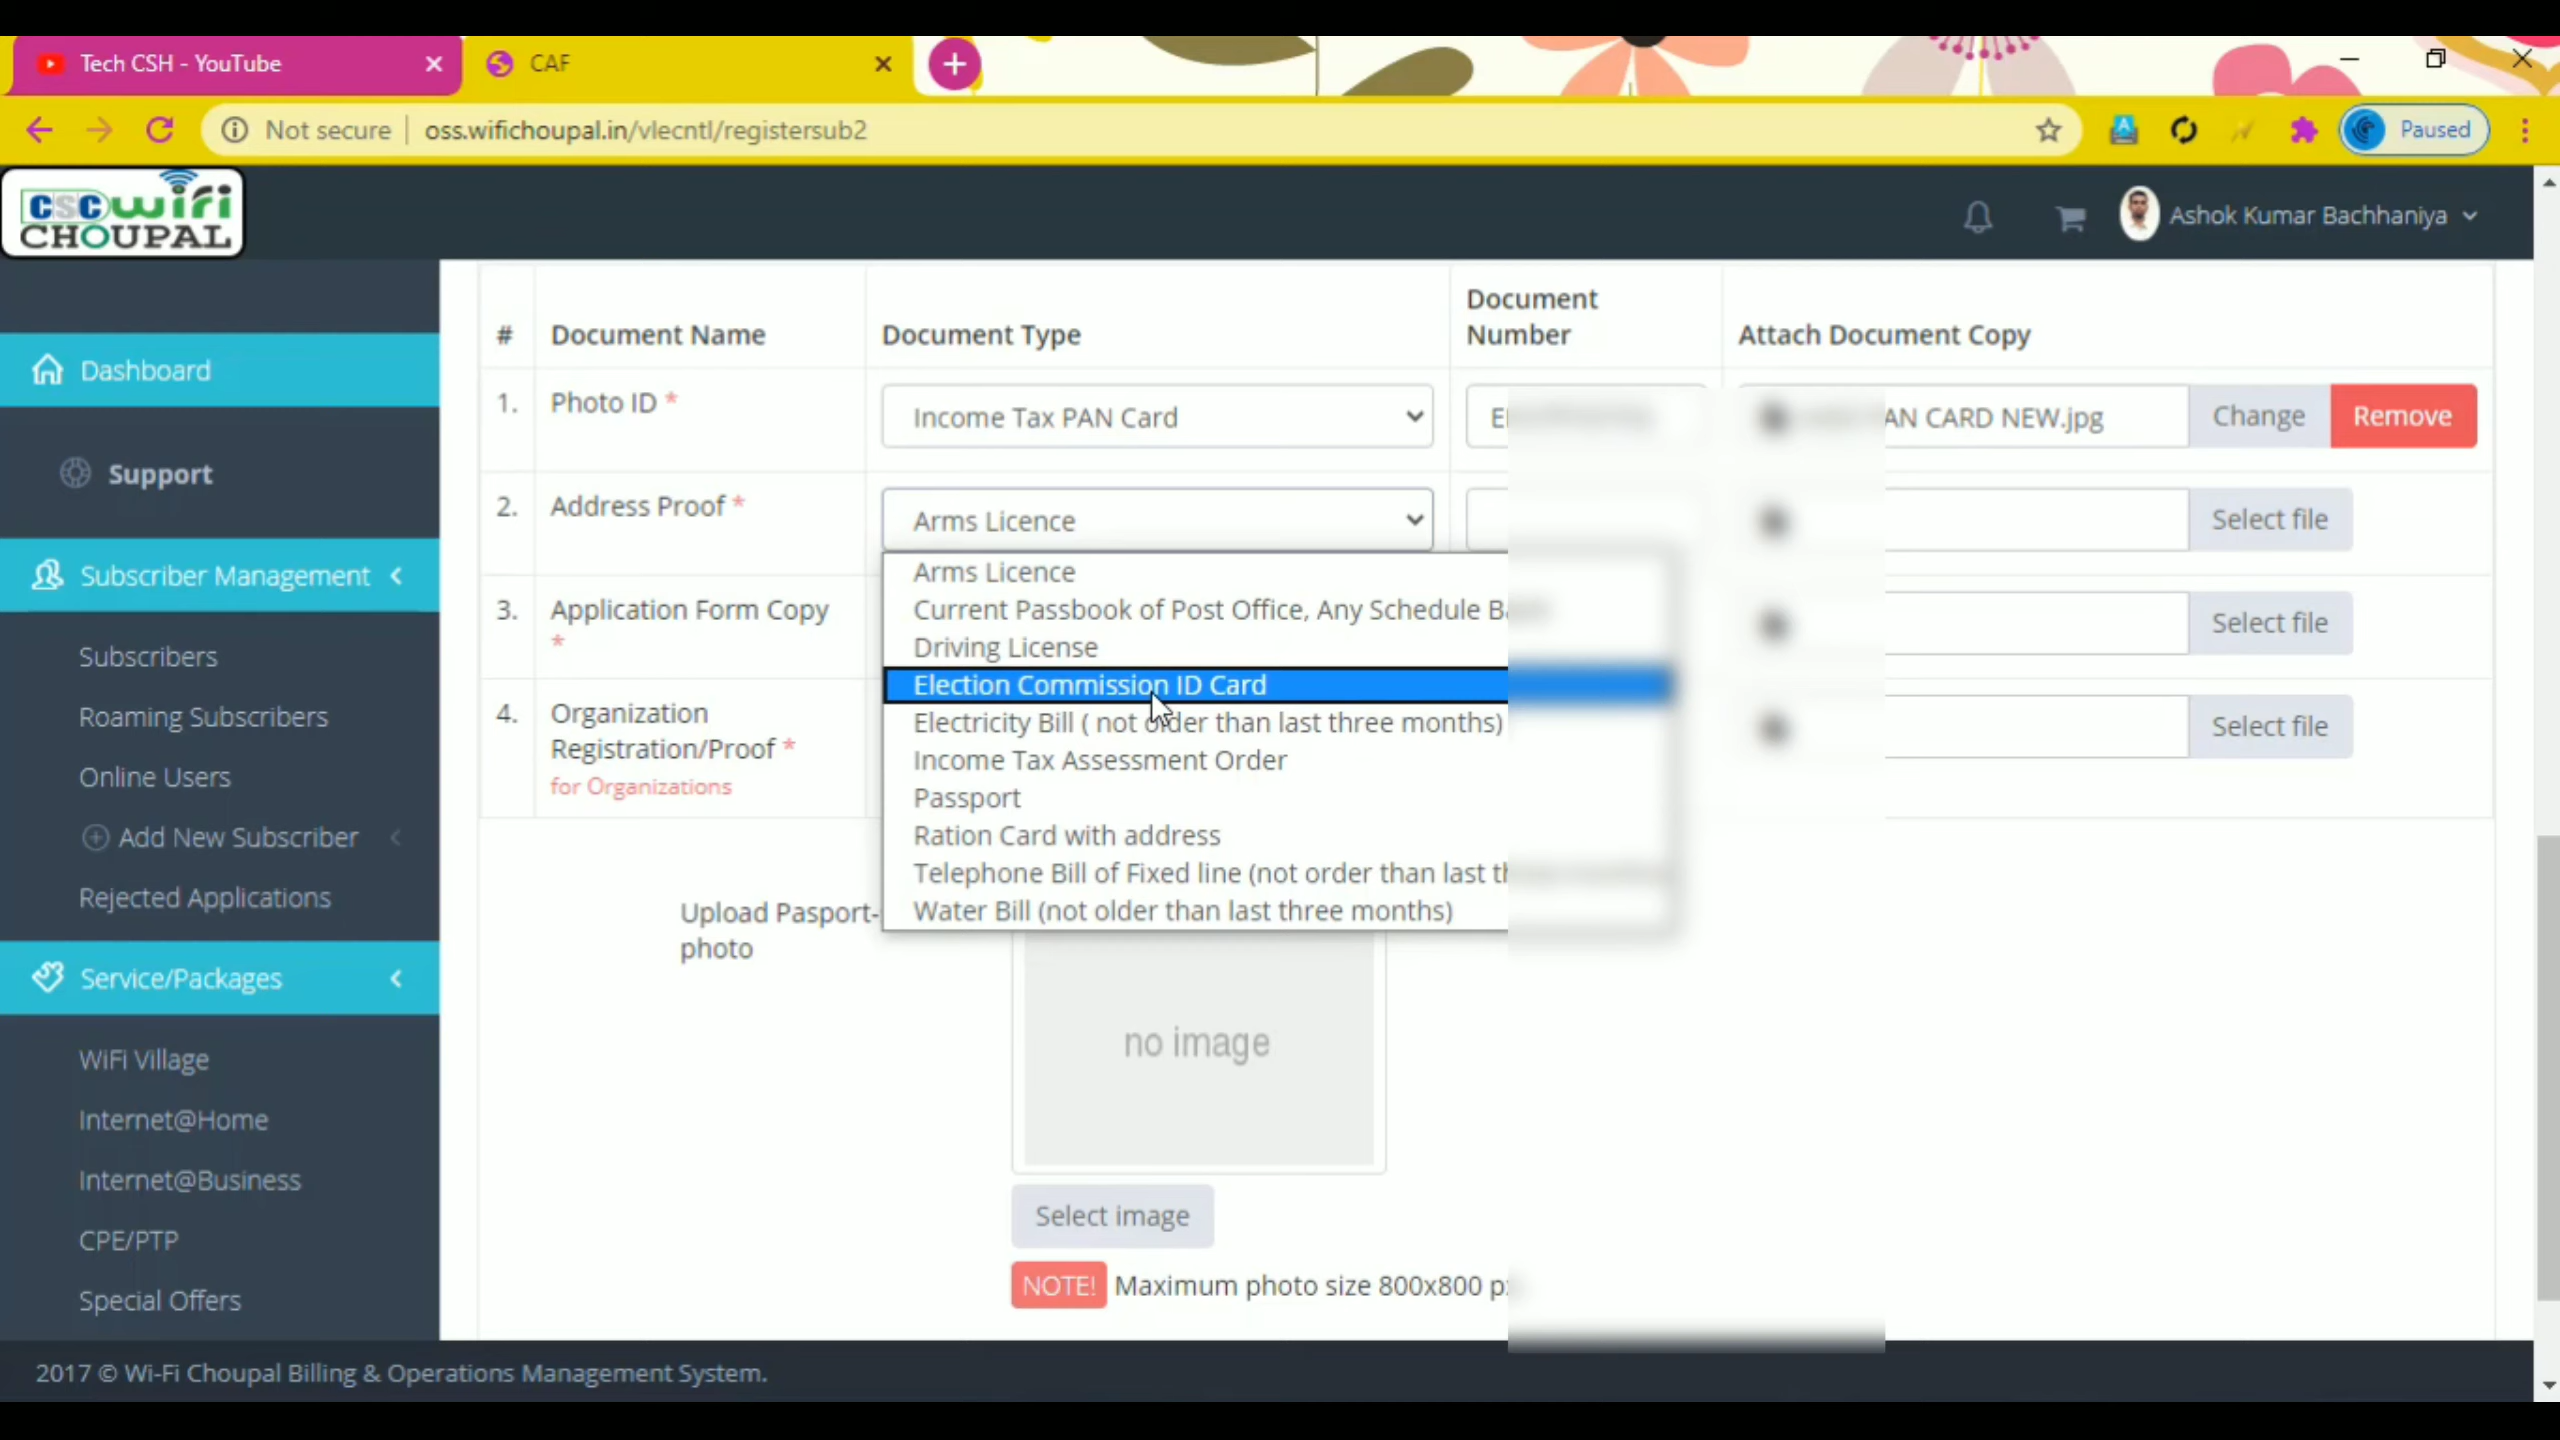 Tech CSH - YouTube
CAF
Not secure
oss.wifichoupal.in/vlecntl/registersub2
Paused
CSC wifi
CHOUPAL
Ashok Kumar Bachhaniya
Dashboard
Support
Subscriber Management
Subscribers
Roaming Subscribers
Online Users
Add New Subscriber
Rejected Applications
Service/Packages
WiFi Village
Internet@Home
Internet@Business
CPE/PTP
Special Offers
# Document Name Document Type Document Number Attach Document Copy
1. Photo ID * Income Tax PAN Card AN CARD NEW.jpg Change Remove
2. Address Proof * Arms Licence Select file
3. Application Form Copy * Select file
4. Organization Registration/Proof * Select file
for Organizations
Arms Licence
Current Passbook of Post Office, Any Schedule
Driving License
Election Commission ID Card
Electricity Bill ( not older than last three months)
Income Tax Assessment Order
Passport
Ration Card with address
Telephone Bill of Fixed line (not order than last
Water Bill (not older than last three months)
Upload Pasport-
photo
no image
Select image
NOTE! Maximum photo size 800x800
2017 © Wi-Fi Choupal Billing & Operations Management System.